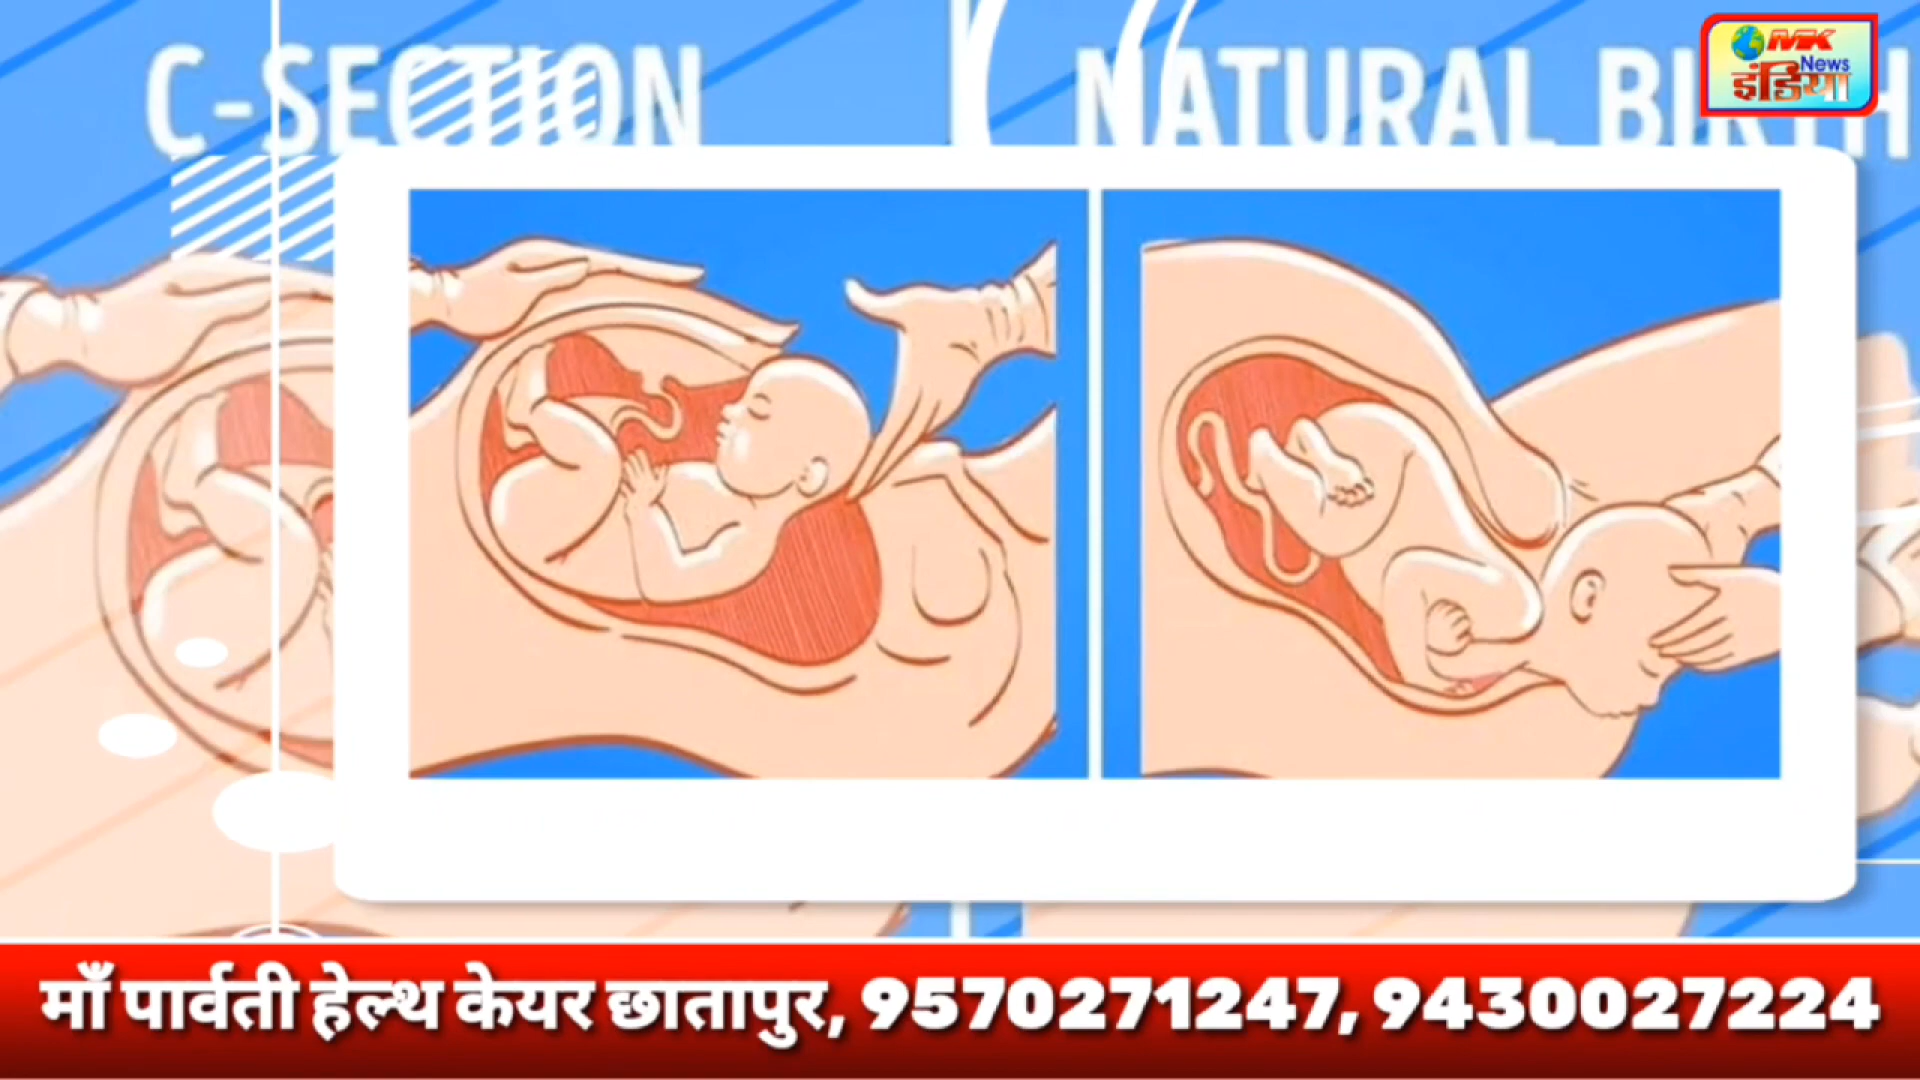 C-SECTION
NATURAL BIRTH
MK
News
इंडिया
माँ पार्वती हेल्थ केयर छातापुर, 9570271247, 9430027224